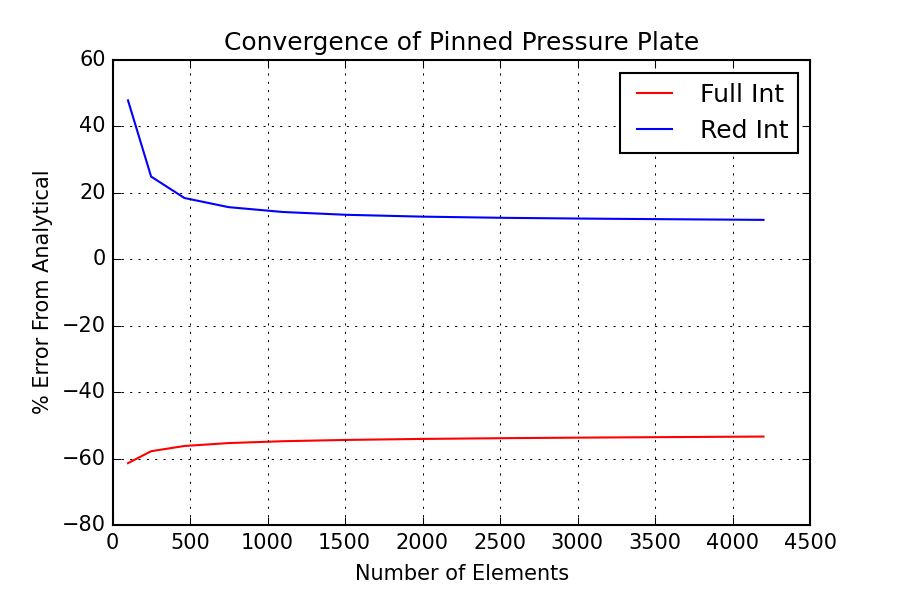 Convergence of Pinned Pressure Plate
60
40
20
0
−20
−40
−60
−80
% Error From Analytical
Full Int
Red Int
0 500 1000 1500 2000 2500 3000 3500 4000 4500
Number of Elements